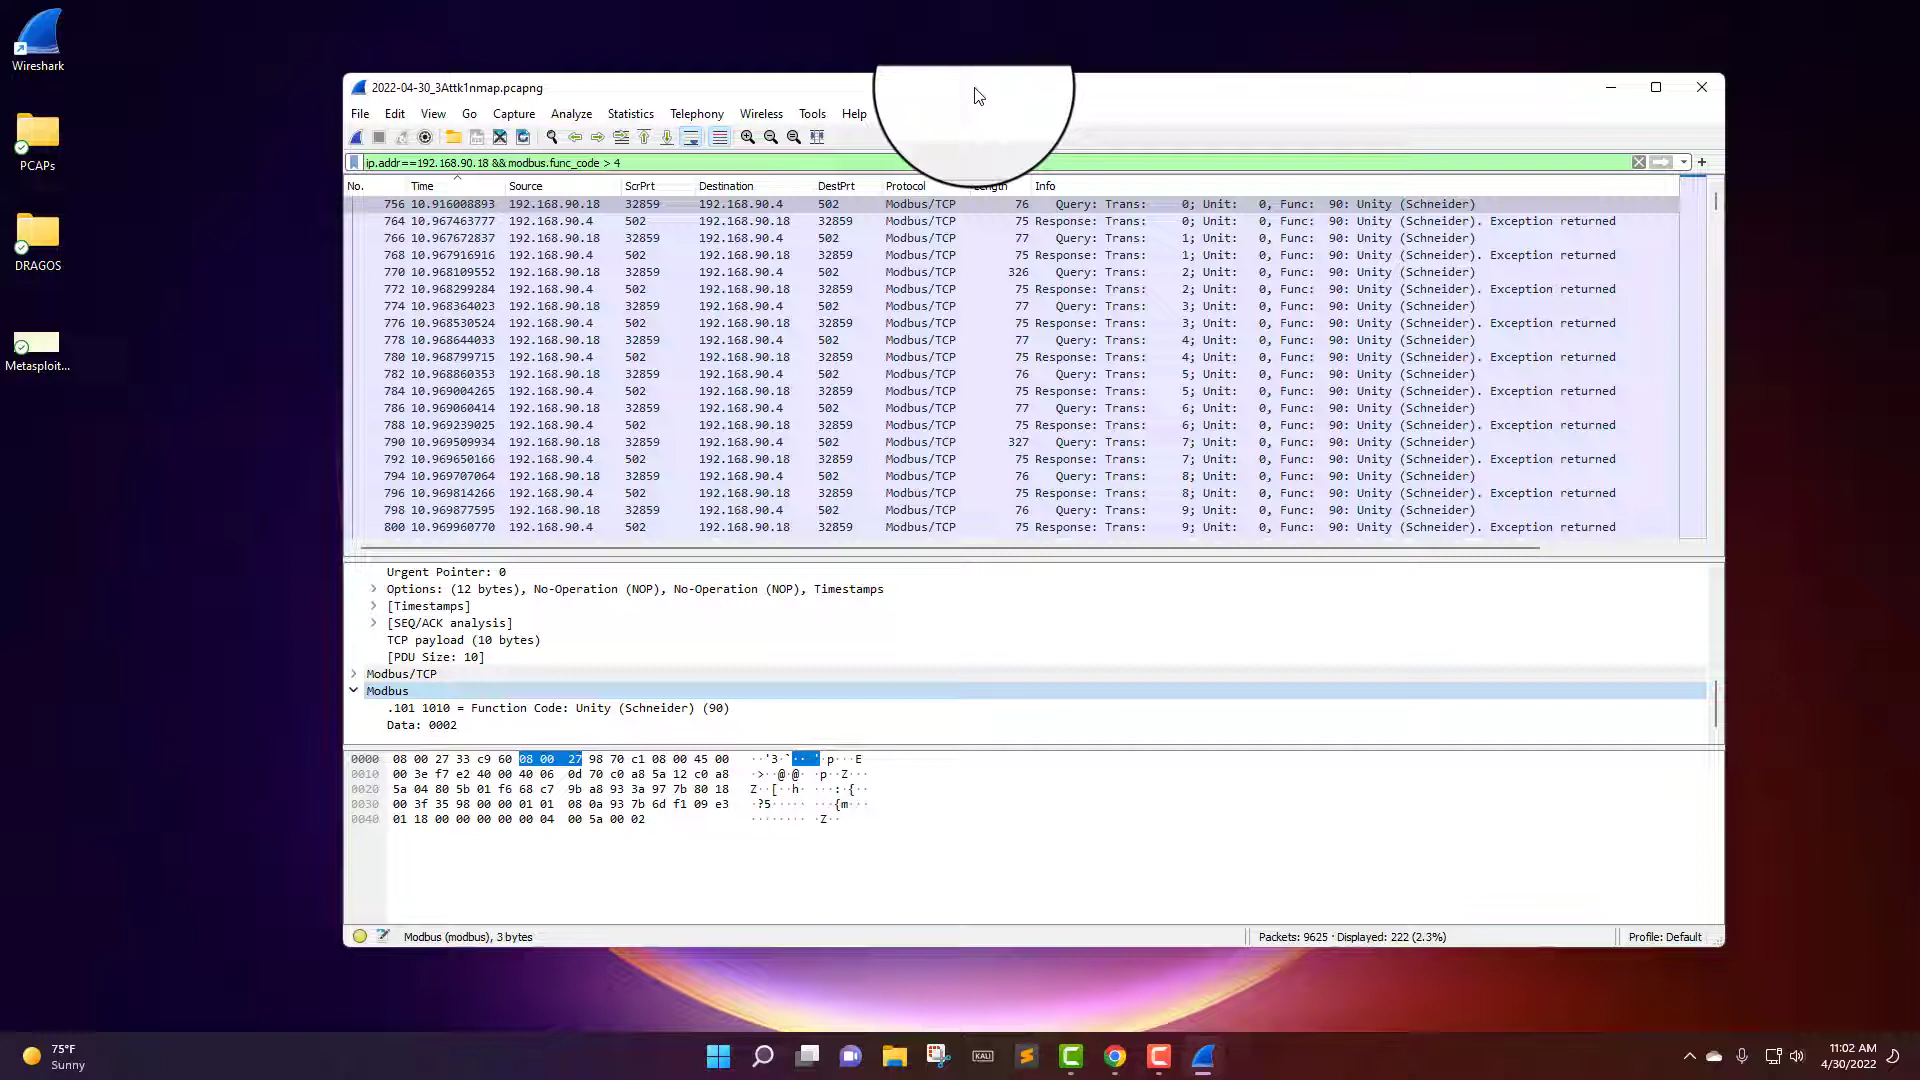 Wireshark
PCAPs
DRAGOS
Metasploit...
2022-04-30_3Attk1nmap.pcapng
File Edit View Go Capture Analyze Statistics Telephony Wireless Tools Help
ip.addr==192.168.90.18 && modbus.func_code > 4
No. Time Source ScrPrt Destination DestPrt Protocol Length Info
756 10.916008893 192.168.90.18 32859 192.168.90.4 502 Modbus/TCP 76 Query: Trans: 0; Unit: 0, Func: 90: Unity (Schneider)
764 10.967463777 192.168.90.4 502 192.168.90.18 32859 Modbus/TCP 75 Response: Trans: 0; Unit: 0, Func: 90: Unity (Schneider). Exception returned
766 10.967672837 192.168.90.18 32859 192.168.90.4 502 Modbus/TCP 77 Query: Trans: 1; Unit: 0, Func: 90: Unity (Schneider)
768 10.967916916 192.168.90.4 502 192.168.90.18 32859 Modbus/TCP 75 Response: Trans: 1; Unit: 0, Func: 90: Unity (Schneider). Exception returned
770 10.968109552 192.168.90.18 32859 192.168.90.4 502 Modbus/TCP 326 Query: Trans: 2; Unit: 0, Func: 90: Unity (Schneider)
772 10.968299284 192.168.90.4 502 192.168.90.18 32859 Modbus/TCP 75 Response: Trans: 2; Unit: 0, Func: 90: Unity (Schneider). Exception returned
774 10.968364023 192.168.90.18 32859 192.168.90.4 502 Modbus/TCP 77 Query: Trans: 3; Unit: 0, Func: 90: Unity (Schneider)
776 10.968530524 192.168.90.4 502 192.168.90.18 32859 Modbus/TCP 75 Response: Trans: 3; Unit: 0, Func: 90: Unity (Schneider). Exception returned
778 10.968644033 192.168.90.18 32859 192.168.90.4 502 Modbus/TCP 77 Query: Trans: 4; Unit: 0, Func: 90: Unity (Schneider)
780 10.968799715 192.168.90.4 502 192.168.90.18 32859 Modbus/TCP 75 Response: Trans: 4; Unit: 0, Func: 90: Unity (Schneider). Exception returned
782 10.968860353 192.168.90.18 32859 192.168.90.4 502 Modbus/TCP 76 Query: Trans: 5; Unit: 0, Func: 90: Unity (Schneider)
784 10.969004265 192.168.90.4 502 192.168.90.18 32859 Modbus/TCP 75 Response: Trans: 5; Unit: 0, Func: 90: Unity (Schneider). Exception returned
786 10.969060414 192.168.90.18 32859 192.168.90.4 502 Modbus/TCP 77 Query: Trans: 6; Unit: 0, Func: 90: Unity (Schneider)
788 10.969239025 192.168.90.4 502 192.168.90.18 32859 Modbus/TCP 75 Response: Trans: 6; Unit: 0, Func: 90: Unity (Schneider). Exception returned
790 10.969509934 192.168.90.18 32859 192.168.90.4 502 Modbus/TCP 327 Query: Trans: 7; Unit: 0, Func: 90: Unity (Schneider)
792 10.969650166 192.168.90.4 502 192.168.90.18 32859 Modbus/TCP 75 Response: Trans: 7; Unit: 0, Func: 90: Unity (Schneider). Exception returned
794 10.969707064 192.168.90.18 32859 192.168.90.4 502 Modbus/TCP 76 Query: Trans: 8; Unit: 0, Func: 90: Unity (Schneider)
796 10.969814266 192.168.90.4 502 192.168.90.18 32859 Modbus/TCP 75 Response: Trans: 8; Unit: 0, Func: 90: Unity (Schneider). Exception returned
798 10.969877595 192.168.90.18 32859 192.168.90.4 502 Modbus/TCP 76 Query: Trans: 9; Unit: 0, Func: 90: Unity (Schneider)
800 10.969960770 192.168.90.4 502 192.168.90.18 32859 Modbus/TCP 75 Response: Trans: 9; Unit: 0, Func: 90: Unity (Schneider). Exception returned
Urgent Pointer: 0
Options: (12 bytes), No-Operation (NOP), No-Operation (NOP), Timestamps
[Timestamps]
[SEQ/ACK analysis]
TCP payload (10 bytes)
[PDU Size: 10]
Modbus/TCP
Modbus
.101 1010 = Function Code: Unity (Schneider) (90)
Data: 0002
0000 08 00 27 33 c9 60 08 00 27 98 70 c1 08 00 45 00 ··'3·`·· '·p···E
0010 00 3e f7 e2 40 00 40 06 0d 70 c0 a8 5a 12 c0 a8 >··@·@· ·p··Z···
0020 5a 04 80 5b 01 f6 68 c7 9b a8 93 3a 97 7b 80 18 Z··[··h· ···:·{··
0030 00 3f 35 98 00 00 01 01 08 0a 93 7b 6d f1 09 e3 ·?5····· ···{m···
0040 01 18 00 00 00 00 00 04 00 5a 00 02 ········ ·Z··
Modbus (modbus), 3 bytes
Packets: 9625 · Displayed: 222 (2.3%)
Profile: Default
75°F
Sunny
KALI
11:02 AM
4/30/2022